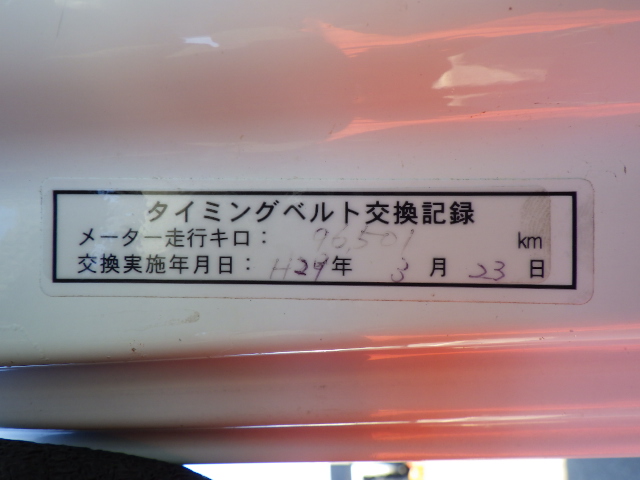 タイミングベルト交換記録
メーター走行キロ： 96,501 km
交換実施年月日： H29年 3月 23日